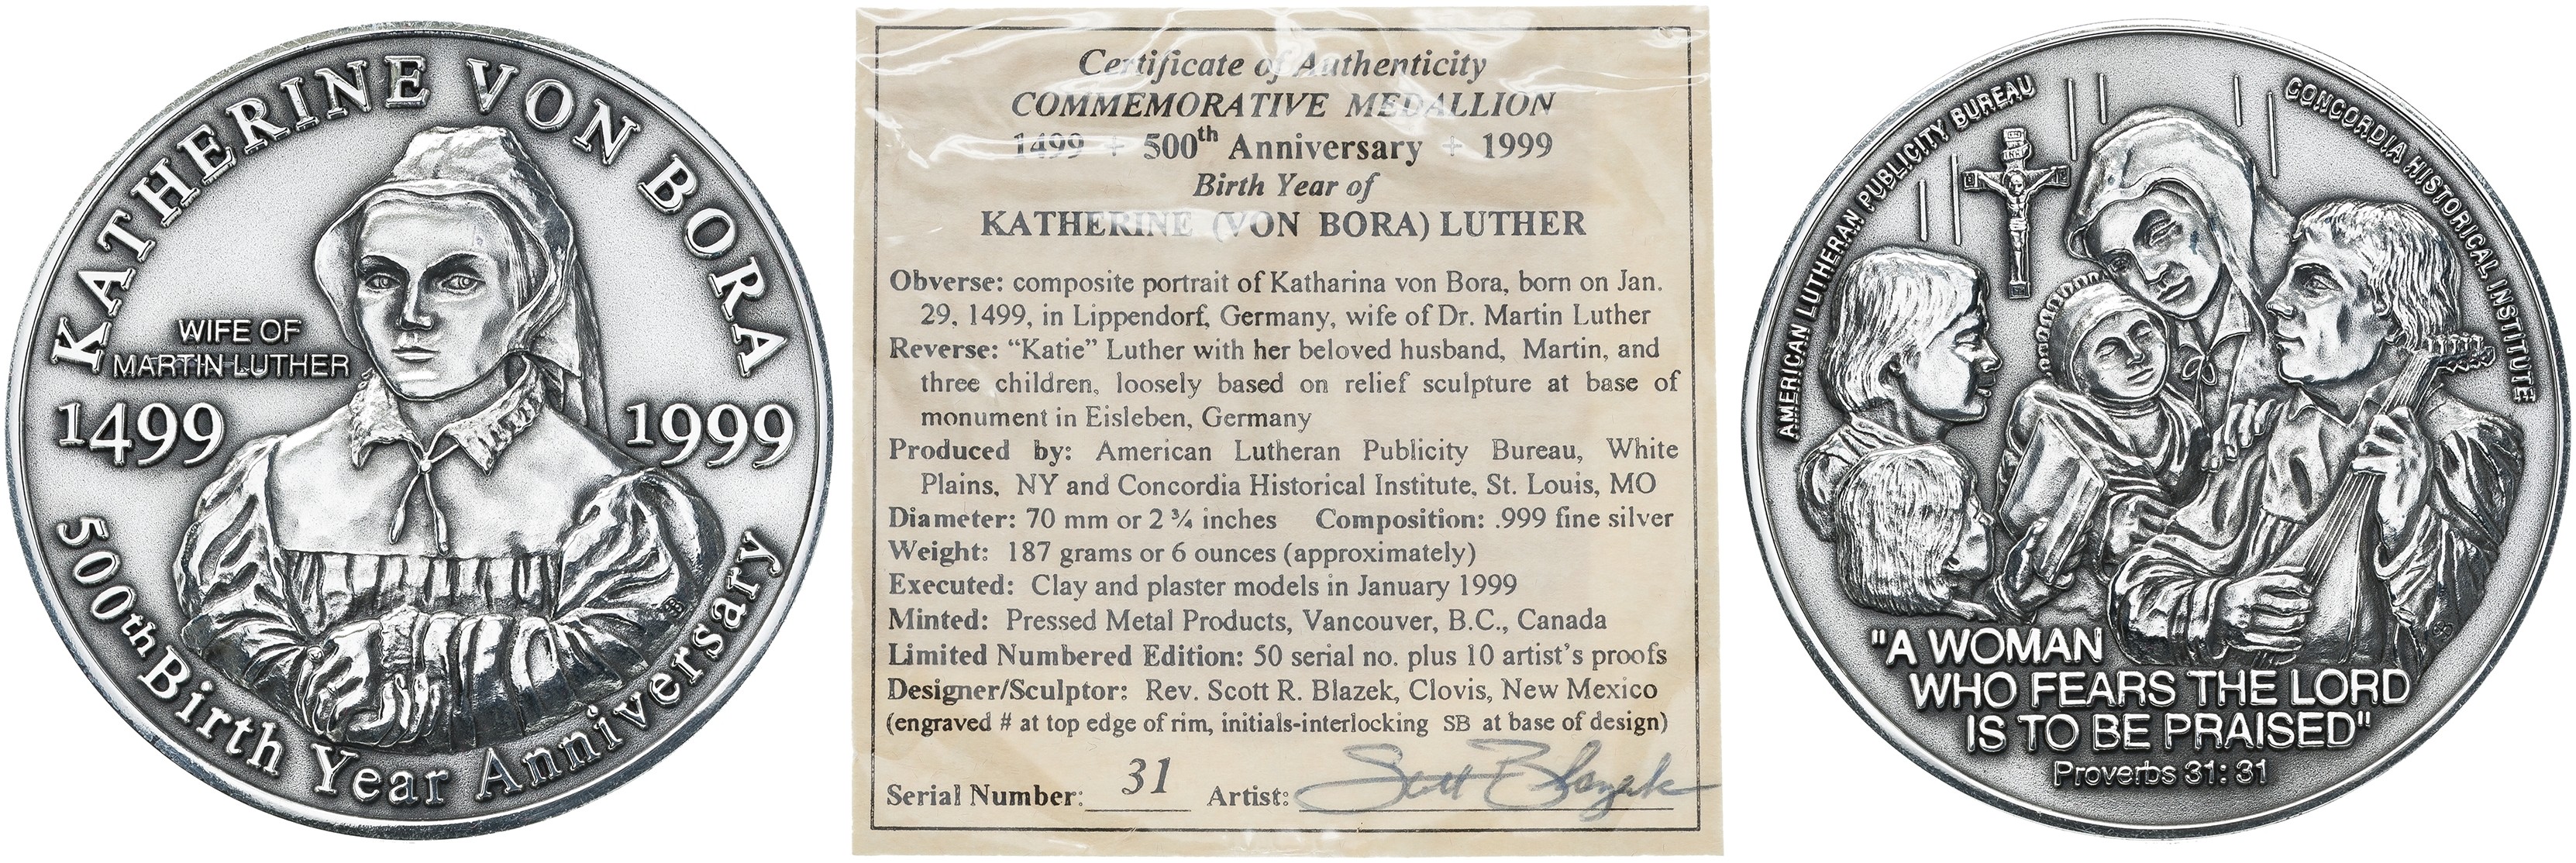 KATHERINE VON BORA
WIFE OF
MARTIN LUTHER
1499 1999
500th Birth Year Anniversary
Certificate of Authenticity
COMMEMORATIVE MEDALLION
1499 + 500th Anniversary + 1999
Birth Year of
KATHERINE (VON BORA) LUTHER
Obverse: composite portrait of Katharina von Bora, born on Jan.
29, 1499, in Lippendorf, Germany, wife of Dr. Martin Luther
Reverse: “Katie” Luther with her beloved husband, Martin, and
three children, loosely based on relief sculpture at base of
monument in Eisleben, Germany
Produced by: American Lutheran Publicity Bureau, White
Plains, NY and Concordia Historical Institute, St. Louis, MO
Diameter: 70 mm or 2 ¾ inches Composition: .999 fine silver
Weight: 187 grams or 6 ounces (approximately)
Executed: Clay and plaster models in January 1999
Minted: Pressed Metal Products, Vancouver, B.C., Canada
Limited Numbered Edition: 50 serial no. plus 10 artist's proofs
Designer/Sculptor: Rev. Scott R. Blazek, Clovis, New Mexico
(engraved # at top edge of rim, initials-interlocking SB at base of design)
Serial Number: 31 Artist: Scott Blazek
AMERICAN LUTHERAN PUBLICITY BUREAU
CONCORDIA HISTORICAL INSTITUTE
INRI
"A WOMAN
WHO FEARS THE LORD
IS TO BE PRAISED"
Proverbs 31:31
SB